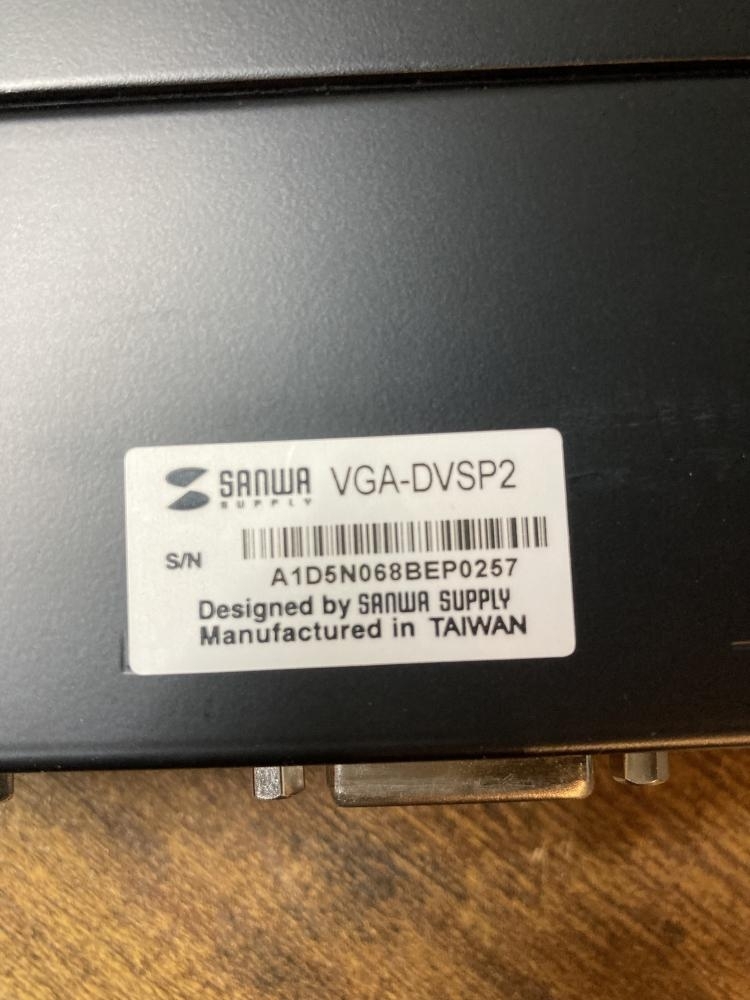 SANWA SUPPLY VGA-DVSP2
S/N
A1D5N068BEP0257
Designed by SANWA SUPPLY
Manufactured in TAIWAN